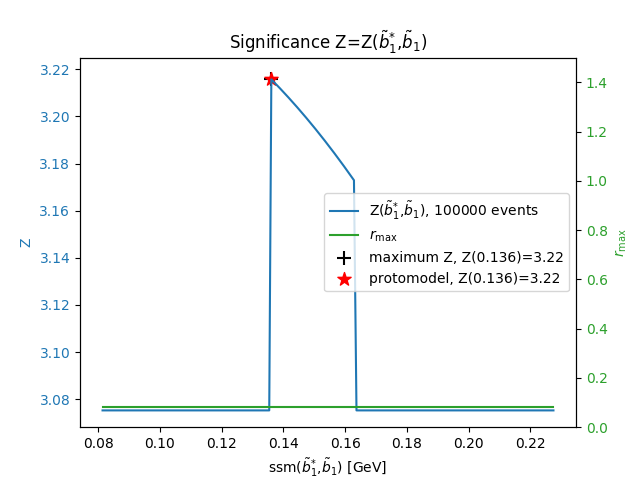 Significance Z=Z(b̃₁*,b̃₁)
3.22
3.20
3.18
3.16
3.14
3.12
3.10
3.08
Z
1.4
1.2
1.0
0.8
0.6
0.4
0.2
0.0
r_max
Z(b̃₁*,b̃₁), 100000 events
r_max
maximum Z, Z(0.136)=3.22
protomodel, Z(0.136)=3.22
0.08 0.10 0.12 0.14 0.16 0.18 0.20 0.22
ssm(b̃₁*,b̃₁) [GeV]